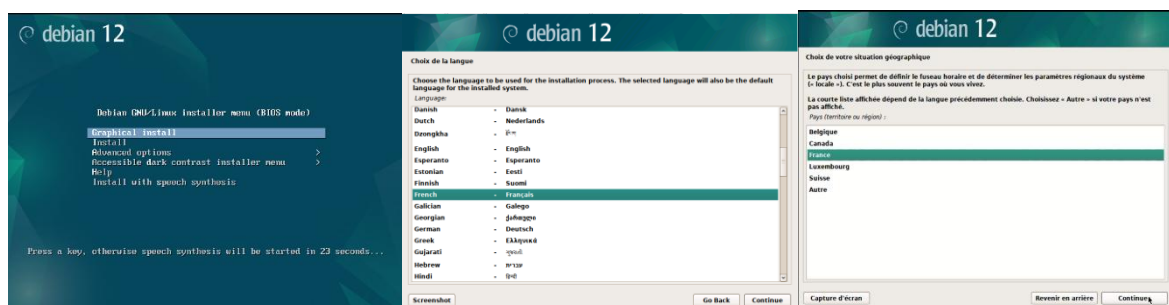 debian 12
Debian GNU/Linux installer menu (BIOS mode)
Graphical install
Install
Advanced options >
Accessible dark contrast installer menu >
Help
Install with speech synthesis
Press a key, otherwise speech synthesis will be started in 23 seconds...
debian 12
Choix de la langue
Choose the language to be used for the installation process. The selected language will also be the default
language for the installed system.
Language:
Danish - Dansk
Dutch - Nederlands
Dzongkha -
English - English
Esperanto - Esperanto
Estonian - Eesti
Finnish - Suomi
French - Français
Galician - Galego
Georgian - ქართული
German - Deutsch
Greek - Ελληνικά
Gujarati - ગુજરાતી
Hebrew - עברית
Hindi - हिन्दी
Screenshot
Go Back
Continue
debian 12
Choix de votre situation géographique
Le pays choisi permet de définir le fuseau horaire et de déterminer les paramètres régionaux du système
(« locale »). C'est le plus souvent le pays où vous vivez.
La courte liste affichée dépend de la langue précédemment choisie. Choisissez « Autre » si votre pays n'est
pas affiché.
Pays (territoire ou région) :
Belgique
Canada
France
Luxembourg
Suisse
Autre
Capture d'écran
Revenir en arrière
Continuer